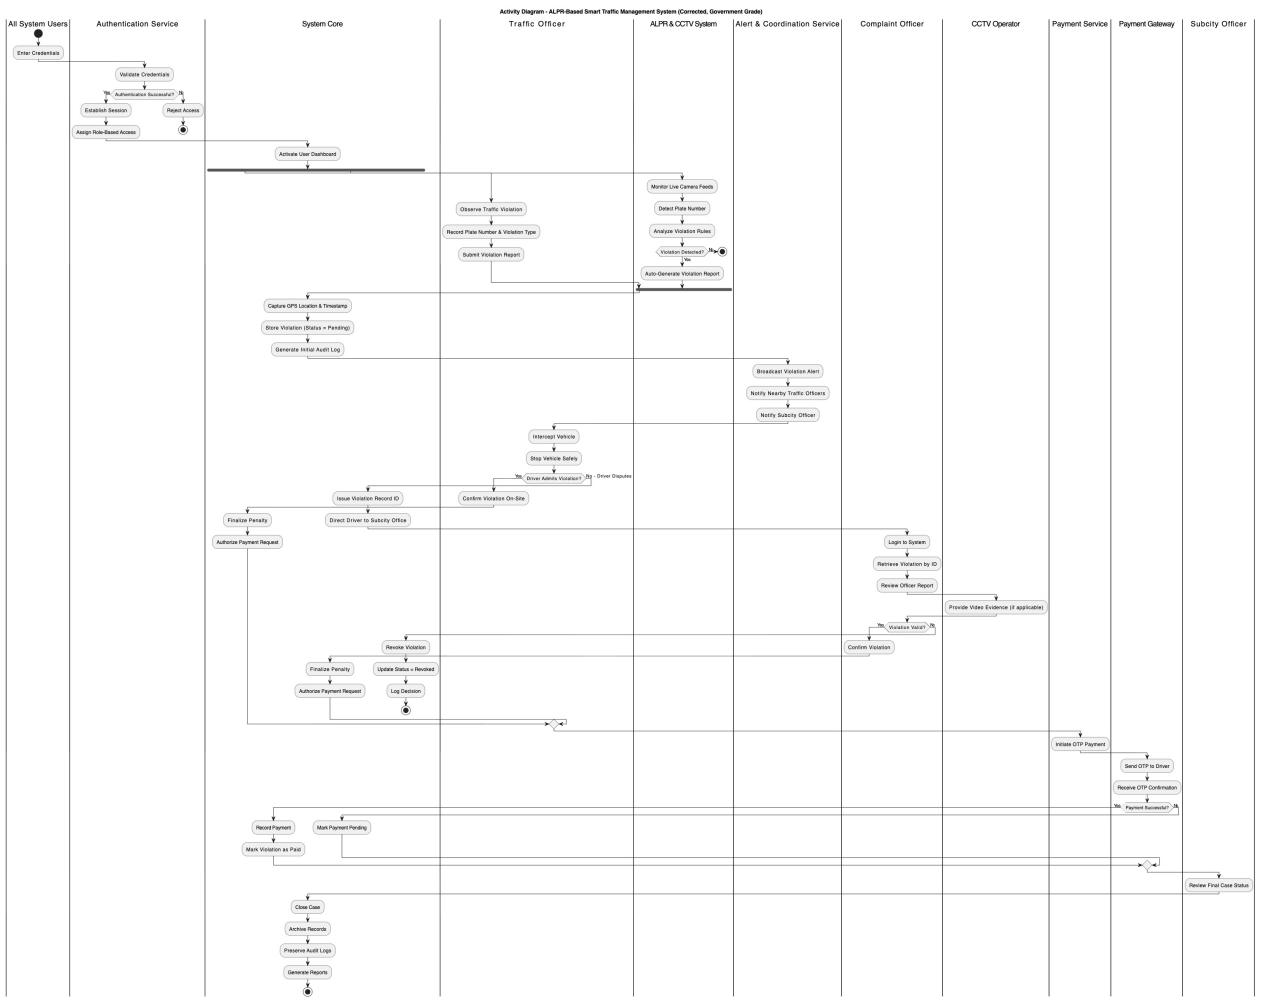 Activity Diagram - ALPR-Based Smart Traffic Management System (Corrected, Government Grade)
All System Users
Authentication Service
System Core
Traffic Officer
ALPR & CCTV System
Alert & Coordination Service
Complaint Officer
CCTV Operator
Payment Service
Payment Gateway
Subcity Officer
Enter Credentials
Validate Credentials
Yes
Authentication Successful?
No
Establish Session
Reject Access
Assign Role-Based Access
Activate User Dashboard
Monitor Live Camera Feeds
Observe Traffic Violation
Detect Plate Number
Record Plate Number & Violation Type
Analyze Violation Rules
Submit Violation Report
Violation Detected?
No
Yes
Auto-Generate Violation Report
Capture GPS Location & Timestamp
Store Violation (Status = Pending)
Generate Initial Audit Log
Broadcast Violation Alert
Notify Nearby Traffic Officers
Notify Subcity Officer
Intercept Vehicle
Stop Vehicle Safely
Yes
Driver Admits Violation?
No - Driver Disputes
Issue Violation Record ID
Confirm Violation On-Site
Finalize Penalty
Direct Driver to Subcity Office
Authorize Payment Request
Login to System
Retrieve Violation by ID
Review Officer Report
Provide Video Evidence (if applicable)
Yes
Violation Valid?
No
Revoke Violation
Confirm Violation
Finalize Penalty
Update Status = Revoked
Authorize Payment Request
Log Decision
Initiate OTP Payment
Send OTP to Driver
Receive OTP Confirmation
Yes
Payment Successful?
No
Record Payment
Mark Payment Pending
Mark Violation as Paid
Review Final Case Status
Close Case
Archive Records
Preserve Audit Logs
Generate Reports